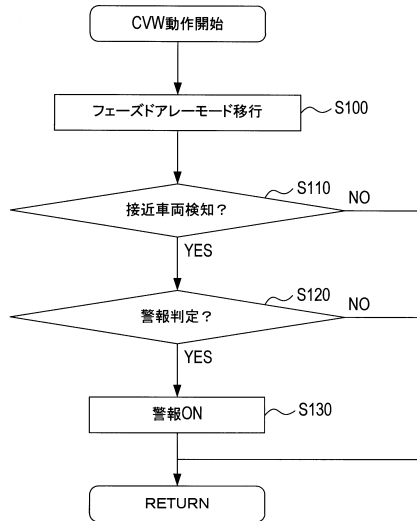 CVW動作開始
フェーズドアレーモード移行
S100
接近車両検知?
S110
NO
YES
警報判定?
S120
NO
YES
警報ON
S130
RETURN